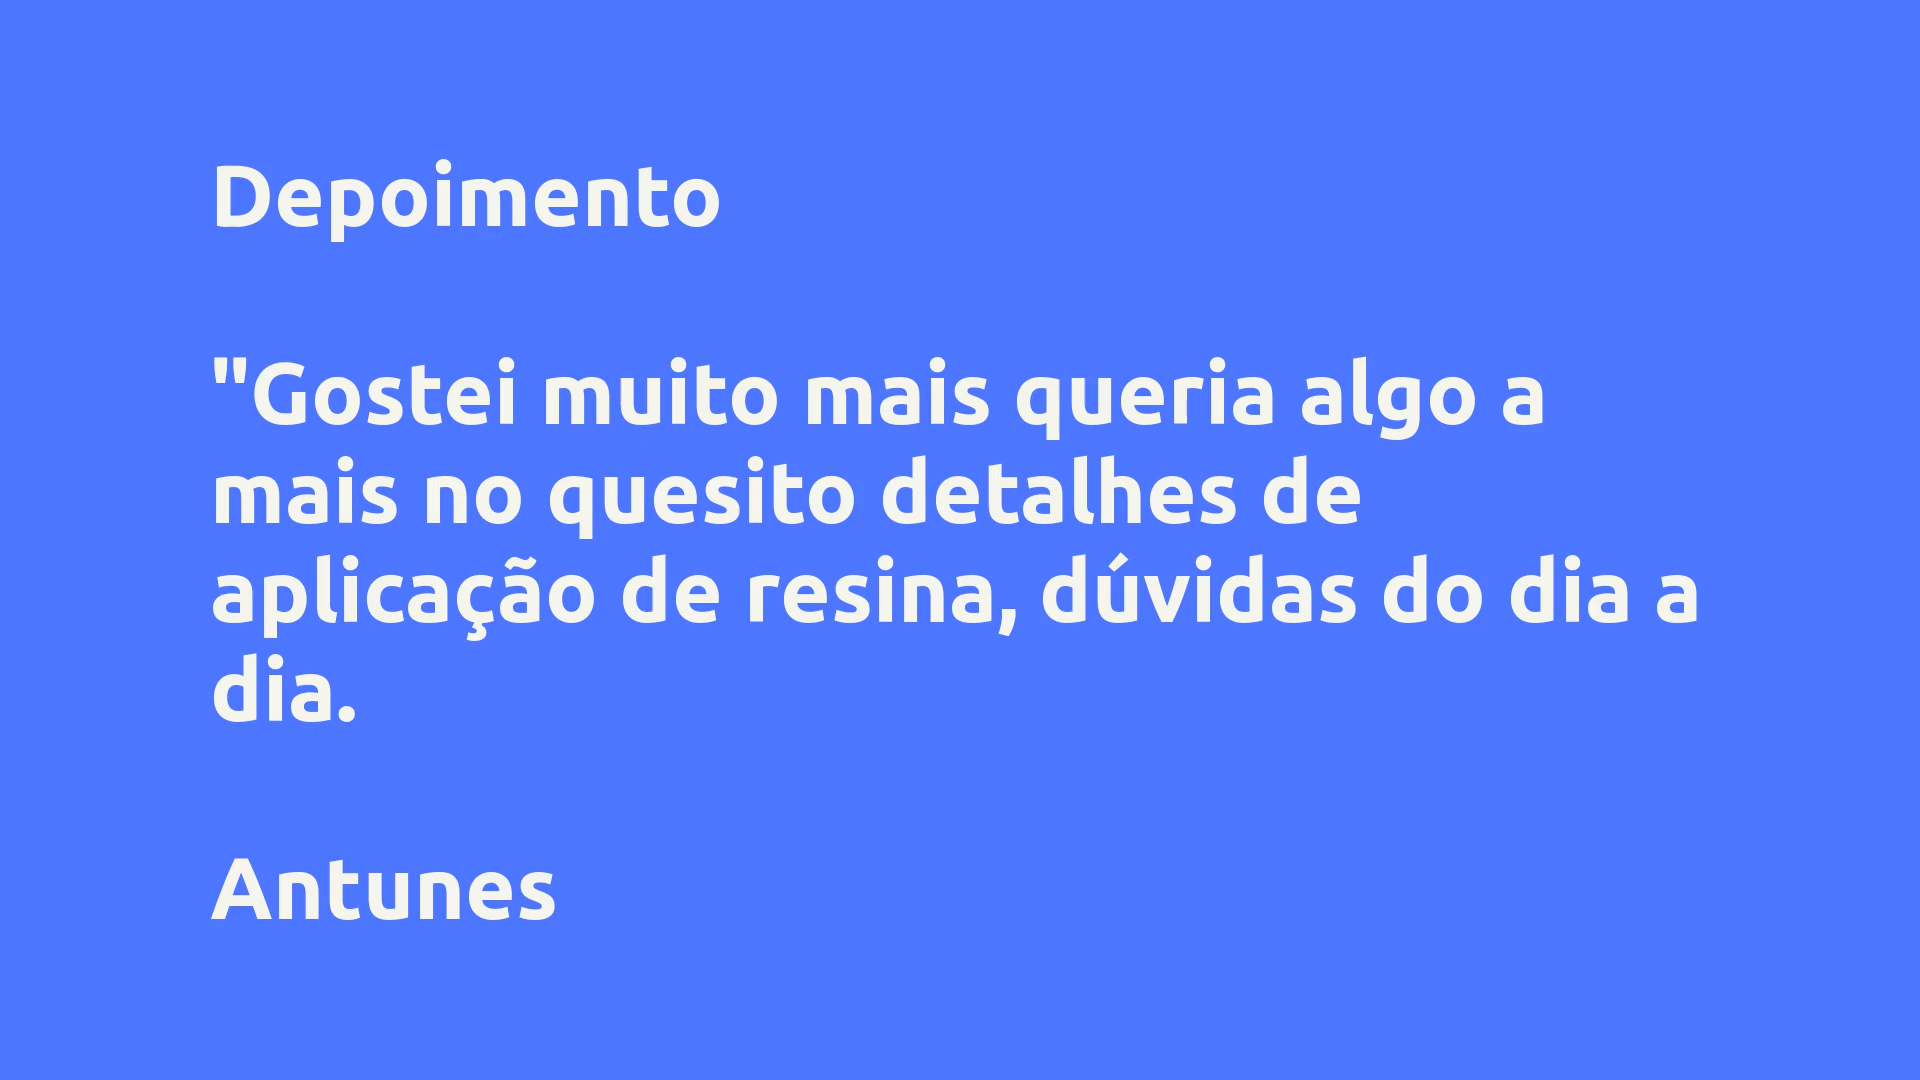 Depoimento
"Gostei muito mais queria algo a
mais no quesito detalhes de
aplicação de resina, dúvidas do dia a
dia.
Antunes